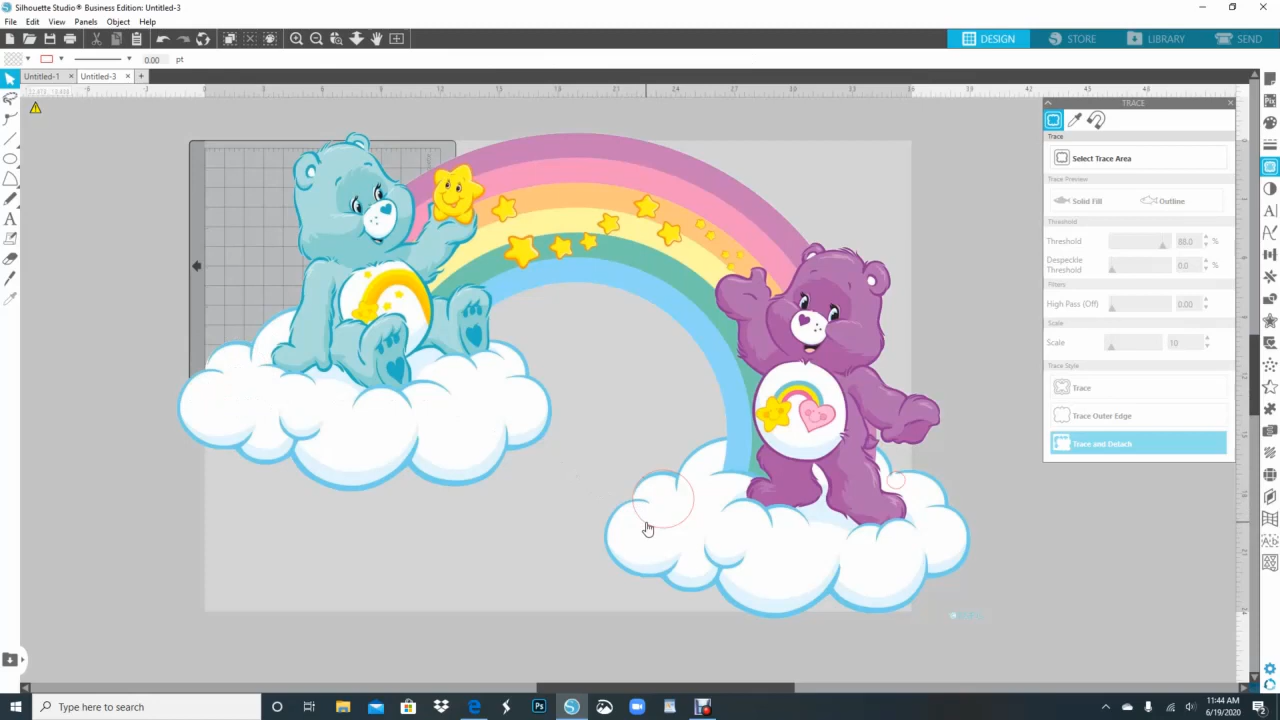 Silhouette Studio® Business Edition: Untitled-3
File Edit View Panels Object Help
DESIGN STORE LIBRARY SEND
0.00 pt
Untitled-1 × Untitled-3 × +
TRACE
Trace
Select Trace Area
Trace Preview
Solid Fill Outline
Threshold
Threshold 88.0 %
Despeckle Threshold 0.0 %
Filters
High Pass (Off) 0.00
Scale
Scale 10
Trace Style
Trace
Trace Outer Edge
Trace and Detach
Type here to search
11:44 AM
6/19/2020